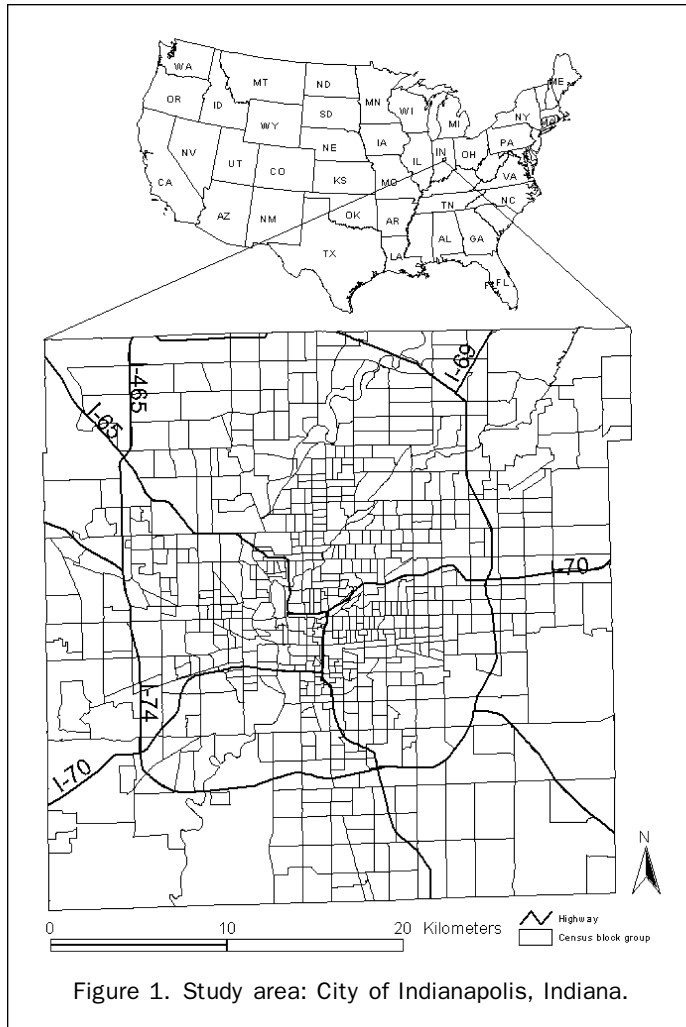 WA
MT
ND
MN
ME
OR
ID
WY
SD
WI
MI
NY
NV
UT
CO
NE
IA
IL
IN
OH
PA
CA
KS
MO
VA
AZ
NM
OK
AR
TN
NC
TX
LA
AL
GA
FL
I-465
I-65
I-69
I-70
I-74
I-70
N
0 10 20 Kilometers
Highway
Census block group
Figure 1. Study area: City of Indianapolis, Indiana.